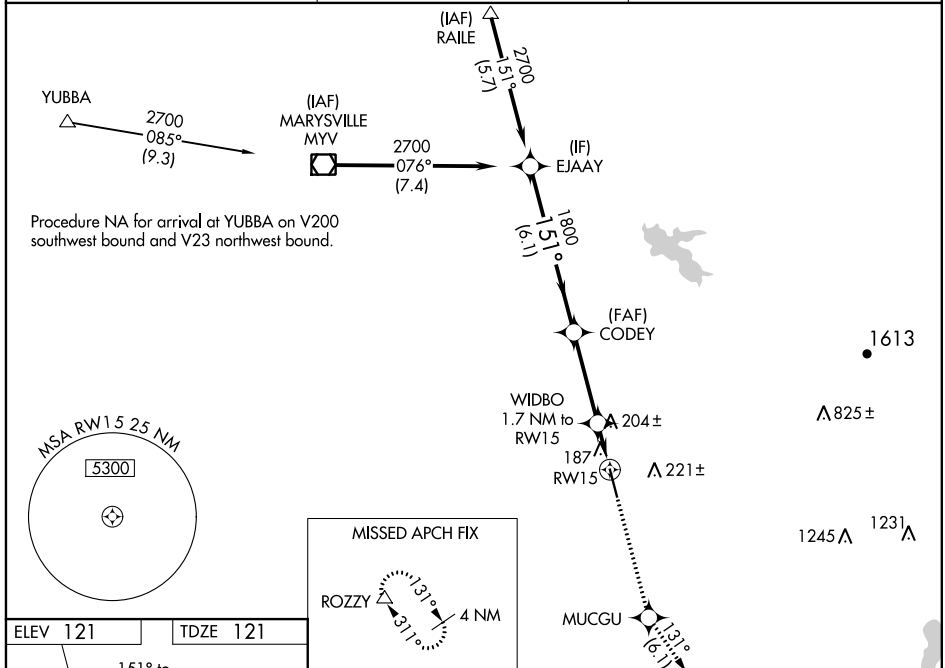 (IAF)
RAILE
2700
151°
(5.7)
YUBBA
2700
085°
(9.3)
(IAF)
MARYSVILLE
MYV
2700
076°
(7.4)
(IF)
EJAAY
Procedure NA for arrival at YUBBA on V200
southwest bound and V23 northwest bound.
1800
151°
(6.1)
(FAF)
CODEY
1613
WIDBO
1.7 NM to
RW15
204±
825±
187
RW15
221±
MSA RW15 25 NM
5300
1245
1231
MISSED APCH FIX
ROZZY
131°
311°
4 NM
MUCGU
131°
(6.1)
ELEV 121
TDZE 121
151° to